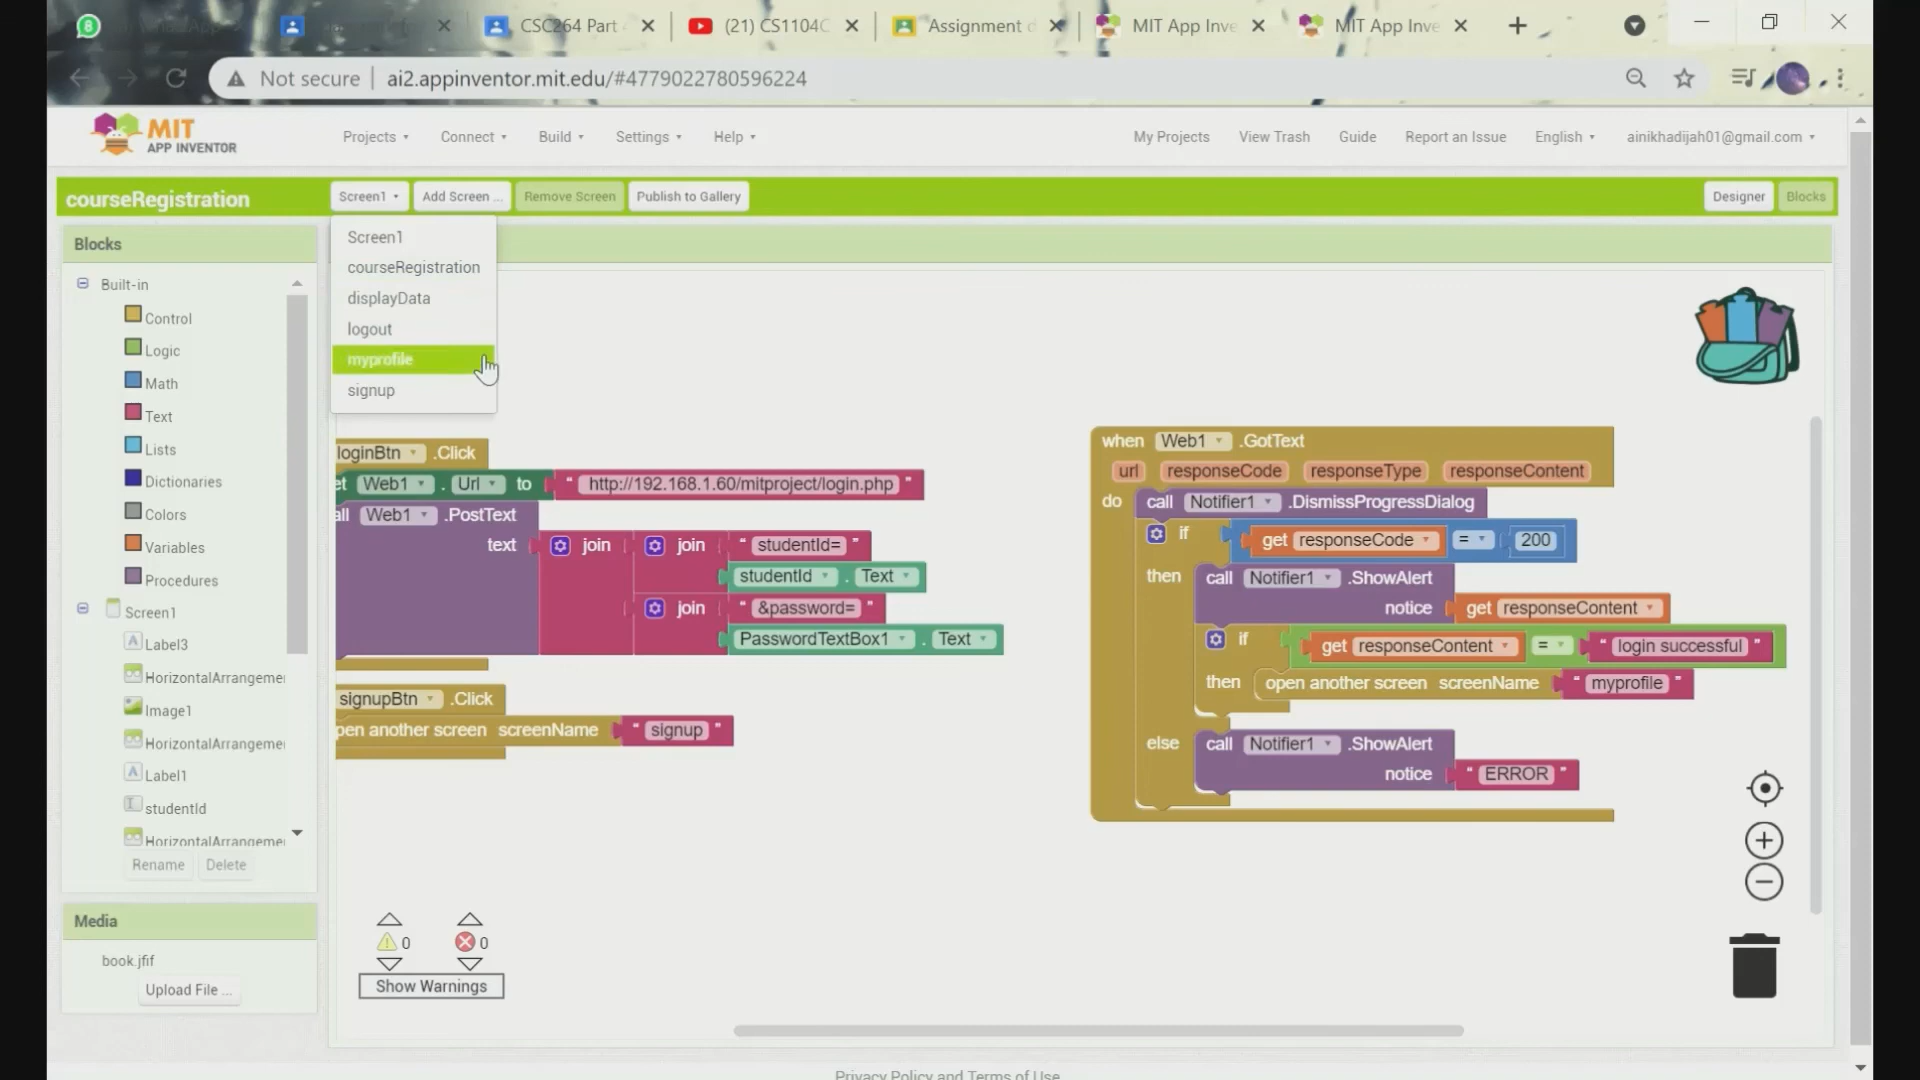 CSC264 Part
(21) CS1104C
Assignment d
MIT App Inve
MIT App Inve
Not secure | ai2.appinventor.mit.edu/#4779022780596224
MIT
APP INVENTOR
Projects Connect Build Settings Help
My Projects View Trash Guide Report an Issue English ainikhadijah01@gmail.com
courseRegistration
Screen1 Add Screen ... Remove Screen Publish to Gallery
Designer Blocks
Screen1
courseRegistration
displayData
logout
myprofile
signup
Blocks
Built-in
Control
Logic
Math
Text
Lists
Dictionaries
Colors
Variables
Procedures
Screen1
Label3
HorizontalArrangeme
Image1
HorizontalArrangeme
Label1
studentId
HorizontalArrangeme
Rename Delete
Media
book.jfif
Upload File ...
loginBtn .Click
et Web1 . Url to " http://192.168.1.60/mitproject/login.php "
all Web1 .PostText
text join join " studentId= "
studentId . Text
join " &password= "
PasswordTextBox1 . Text
signupBtn .Click
pen another screen screenName " signup "
when Web1 .GotText
url responseCode responseType responseContent
do call Notifier1 .DismissProgressDialog
if get responseCode = 200
then call Notifier1 .ShowAlert
notice get responseContent
if get responseContent = " login successful "
then open another screen screenName " myprofile "
else call Notifier1 .ShowAlert
notice " ERROR "
0 0
Show Warnings
Privacy Policy and Terms of Use